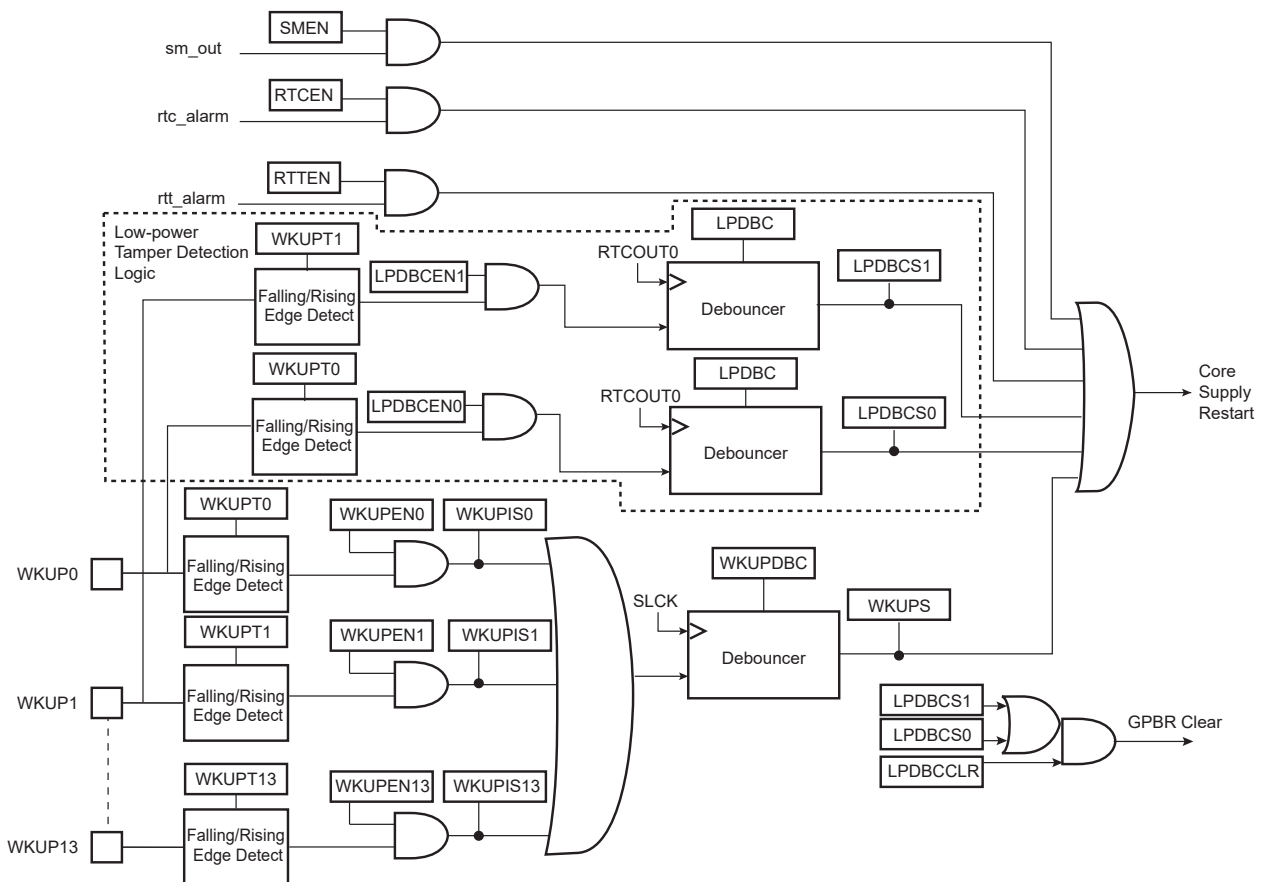 SMEN
sm_out
RTCEN
rtc_alarm
RTTEN
rtt_alarm
Low-power
Tamper Detection
Logic
WKUPT1
Falling/Rising
Edge Detect
LPDBCEN1
RTCOUT0
LPDBC
Debouncer
LPDBCS1
WKUPT0
Falling/Rising
Edge Detect
LPDBCEN0
RTCOUT0
LPDBC
Debouncer
LPDBCS0
Core
Supply
Restart
WKUP0
WKUPT0
Falling/Rising
Edge Detect
WKUPEN0
WKUPIS0
WKUP1
WKUPT1
Falling/Rising
Edge Detect
WKUPEN1
WKUPIS1
SLCK
WKUPDBC
Debouncer
WKUPS
WKUP13
WKUPT13
Falling/Rising
Edge Detect
WKUPEN13
WKUPIS13
LPDBCS1
LPDBCS0
LPDBCCLR
GPBR Clear